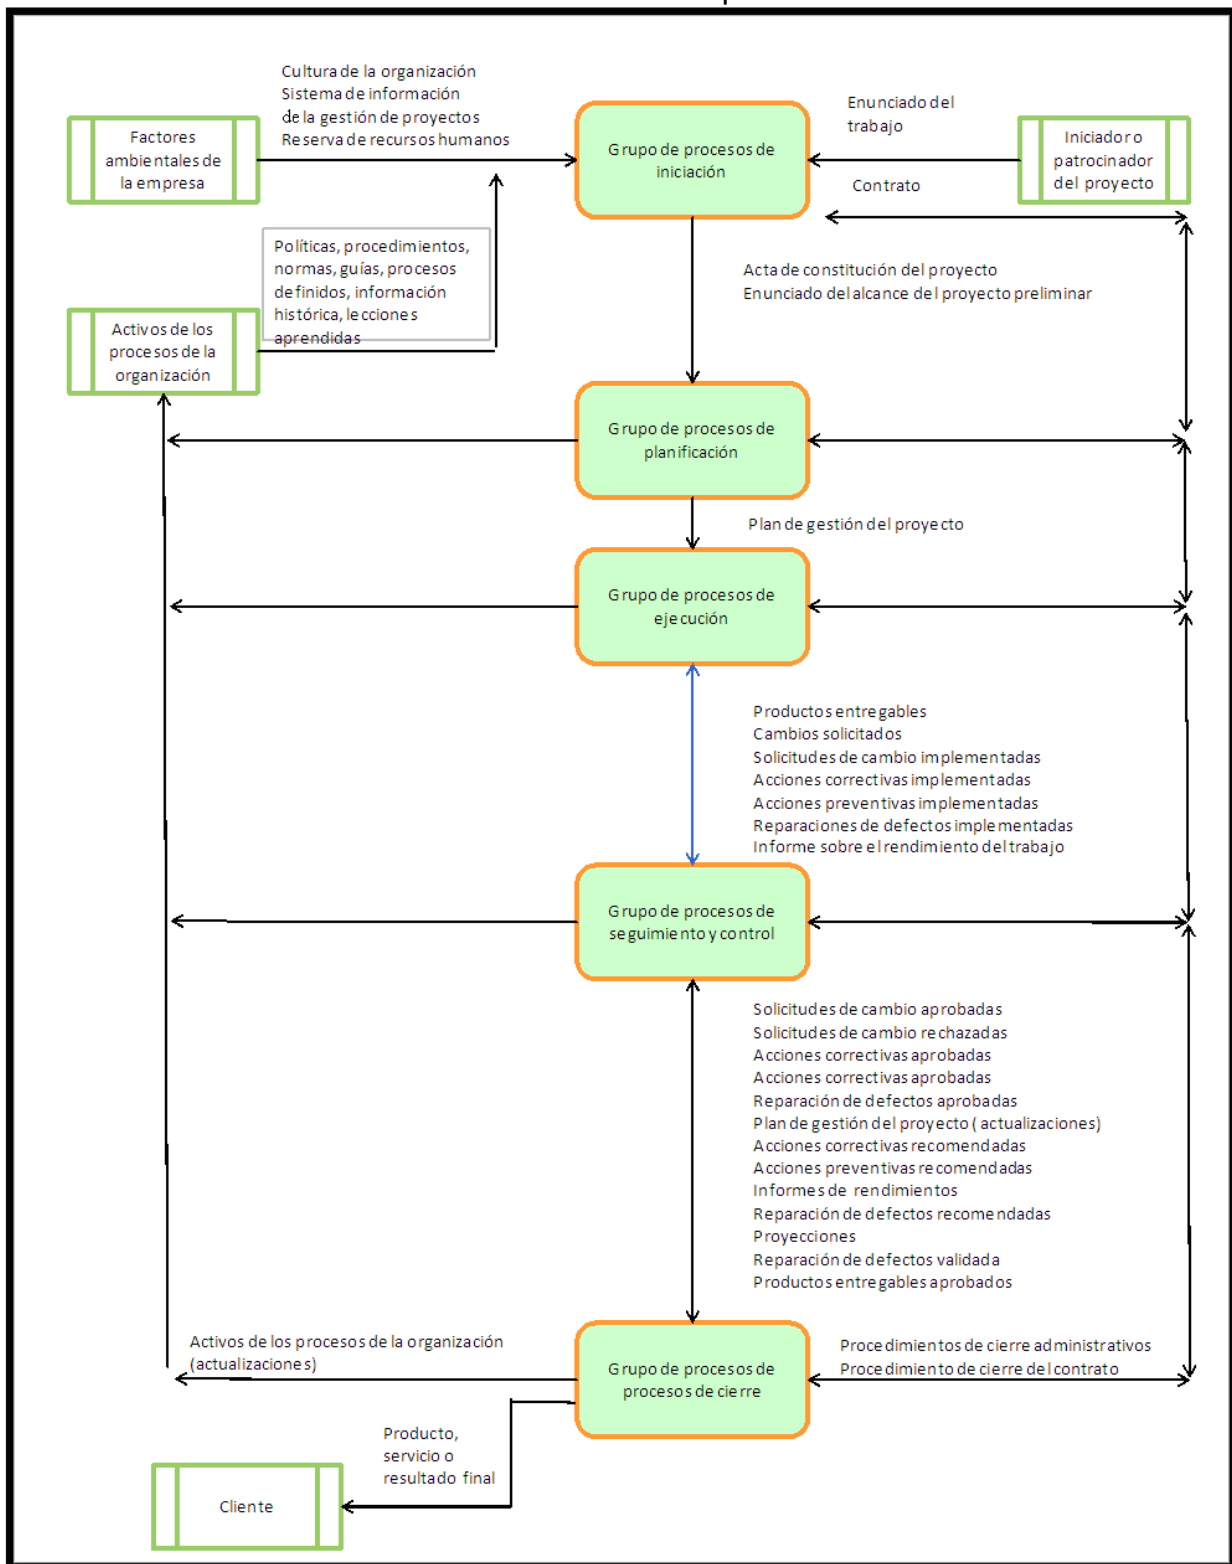 Cultura de la organización
Sistema de información
de la gestión de proyectos
Reserva de recursos humanos
Factores
ambientales de
la empresa
Grupo de procesos de
iniciación
Enunciado del
trabajo
Contrato
Iniciador o
patrocinador
del proyecto
Políticas, procedimientos,
normas, guías, procesos
definidos, información
histórica, lecciones
aprendidas
Acta de constitución del proyecto
Enunciado del alcance del proyecto preliminar
Activos de los
procesos de la
organización
Grupo de procesos de
planificación
Plan de gestión del proyecto
Grupo de procesos de
ejecución
Productos entregables
Cambios solicitados
Solicitudes de cambio implementadas
Acciones correctivas implementadas
Acciones preventivas implementadas
Reparaciones de defectos implementadas
Informe sobre el rendimiento del trabajo
Grupo de procesos de
seguimiento y control
Solicitudes de cambio aprobadas
Solicitudes de cambio rechazadas
Acciones correctivas aprobadas
Acciones correctivas aprobadas
Reparación de defectos aprobadas
Plan de gestión del proyecto ( actualizaciones)
Acciones correctivas recomendadas
Acciones preventivas recomendadas
Informes de rendimientos
Reparación de defectos recomendadas
Proyecciones
Reparación de defectos validada
Productos entregables aprobados
Activos de los procesos de la organización
(actualizaciones)
Grupo de procesos de
procesos de cierre
Procedimientos de cierre administrativos
Procedimiento de cierre del contrato
Producto,
servicio o
resultado final
Cliente